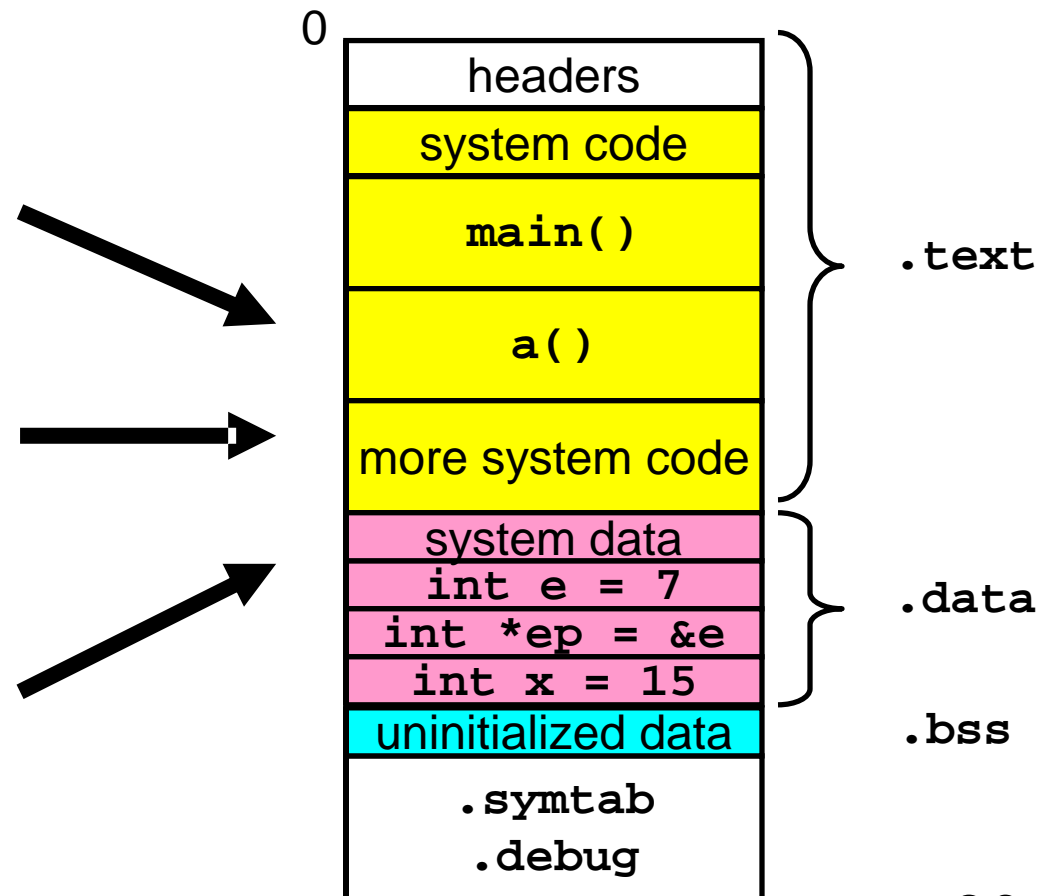 0
headers
system code
main()
a()
.text
more system code
system data
int e = 7
int *ep = &e
int x = 15
.data
uninitialized data
.bss
.symtab
.debug